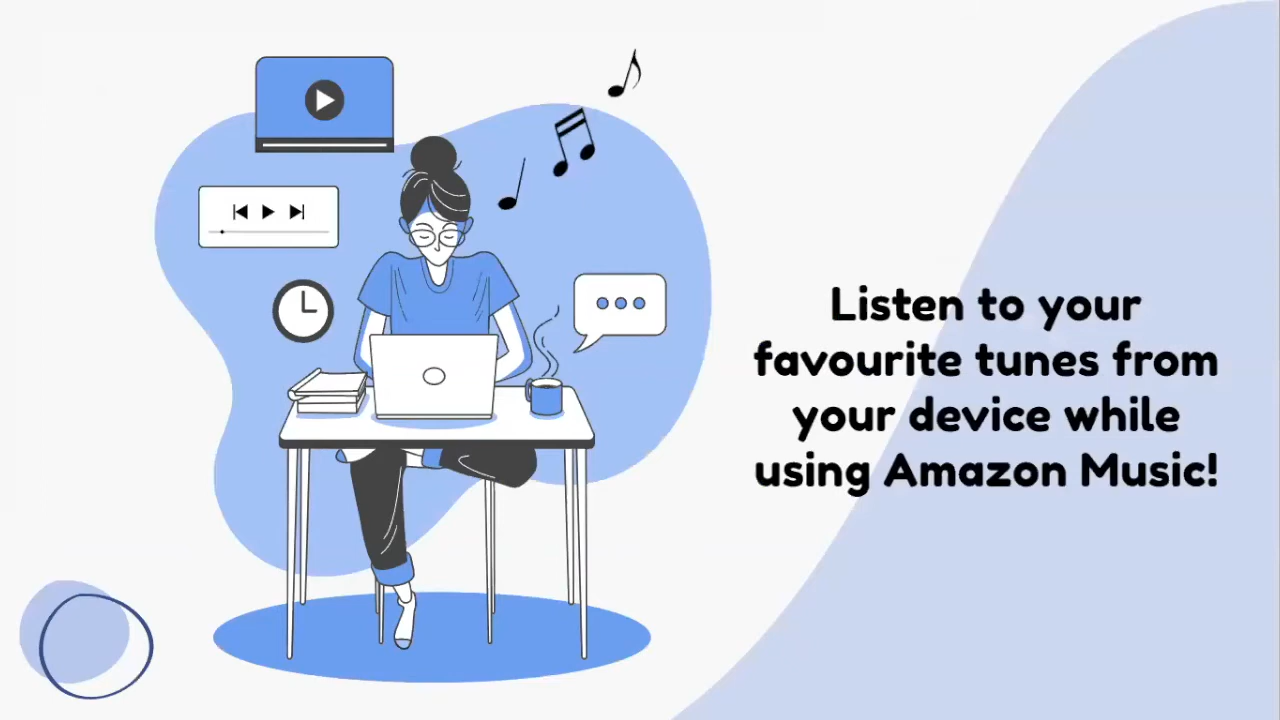 Listen to your
favourite tunes from
your device while
using Amazon Music!